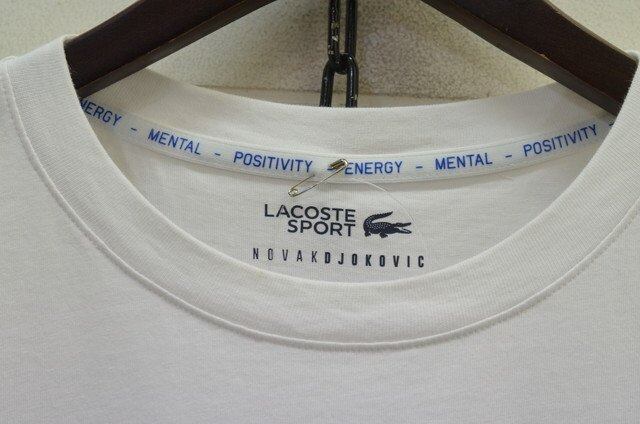 ENERGY - MENTAL - POSITIVITY - ENERGY - MENTAL - POSITIVITY -
LACOSTE
SPORT
NOVAKDJOKOVIC